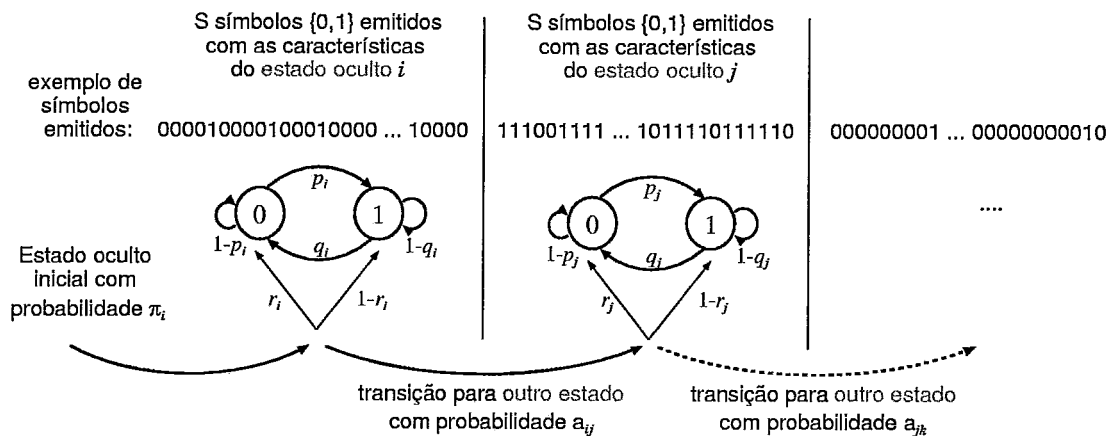 S símbolos {0,1} emitidos
com as características
do estado oculto i
S símbolos {0,1} emitidos
com as características
do estado oculto j
exemplo de
símbolos
emitidos:
000010000100010000 ... 10000
111001111 ... 1011110111110
000000001 ... 00000000010
p_i
0
1
1-p_i
q_i
1-q_i
r_i
1-r_i
p_j
0
1
1-p_j
q_j
1-q_j
r_j
1-r_j
....
Estado oculto
inicial com
probabilidade π_i
transição para outro estado
com probabilidade a_ij
transição para outro estado
com probabilidade a_jk